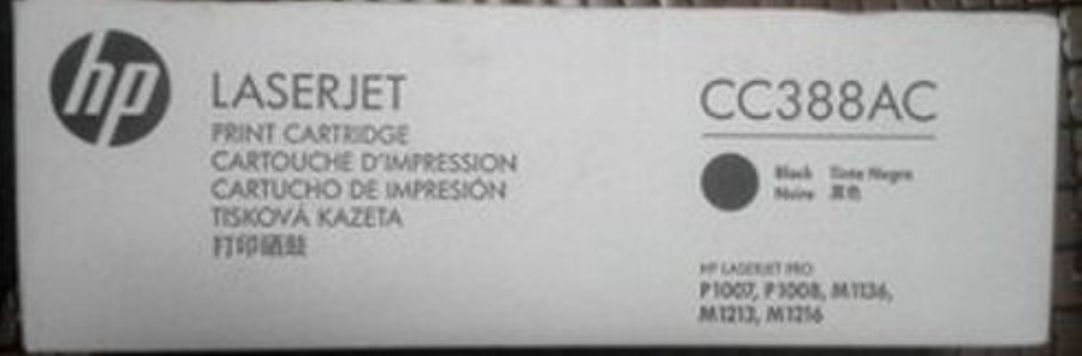 hp
LASERJET
PRINT CARTRIDGE
CARTOUCHE D'IMPRESSION
CARTUCHO DE IMPRESIÓN
TISKOVÁ KAZETA
打印硒鼓
CC388AC
Black Tinte Negra
Noire 黑色
HP LASERJET PRO
P1007, P1008, M1136,
M1213, M1216